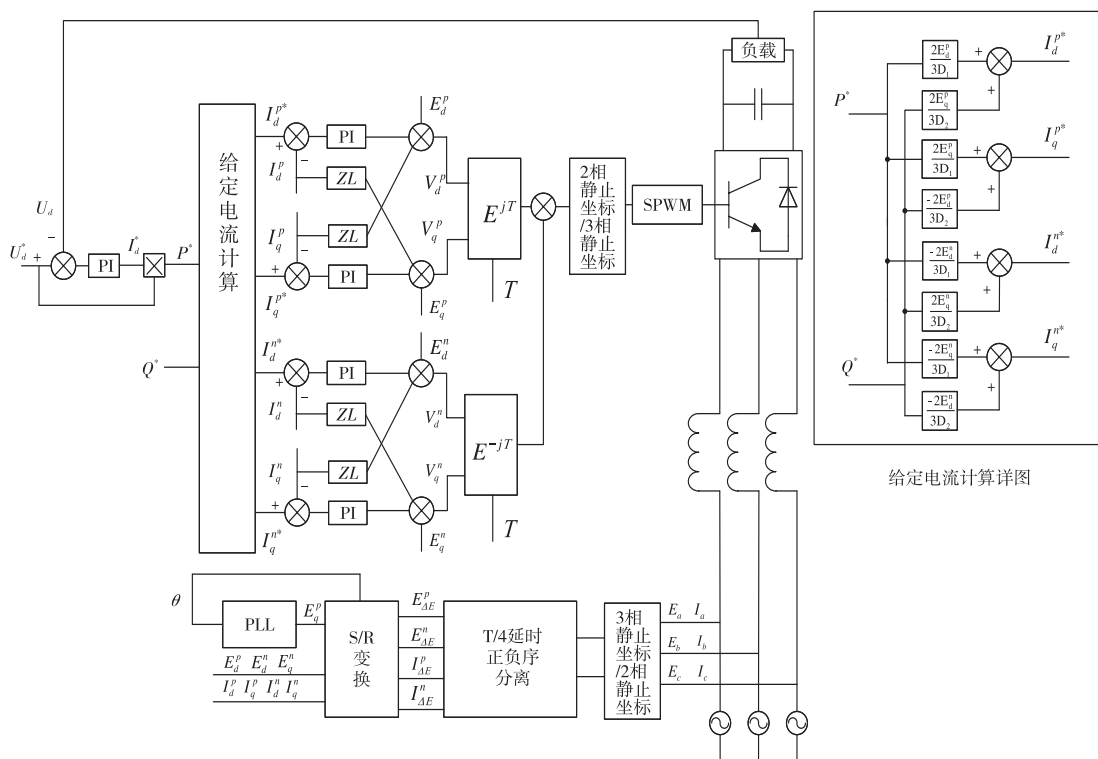 负载
U_d
-
U_d^*
+
PI
I_d^*
P^*
Q^*
给定电流计算
I_d^{p*}
+
-
I_d^p
I_q^p
-
+
I_q^{p*}
PI
ZL
ZL
PI
E_d^p
E_q^p
V_d^p
V_q^p
E^{jT}
T
I_d^{n*}
+
-
I_d^n
I_q^n
-
+
I_q^{n*}
PI
ZL
ZL
PI
E_d^n
E_q^n
V_d^n
V_q^n
E^{-jT}
T
2相
静止
坐标
/3相
静止
坐标
SPWM
θ
PLL
E_q^p
E_d^p E_d^n E_q^n
I_d^p I_q^p I_d^n I_q^n
S/R
变
换
E_{ΔE}^p
E_{ΔE}^n
I_{ΔE}^p
I_{ΔE}^n
T/4延时
正负序
分离
3相
静止
坐标
/2相
静止
坐标
E_a I_a
E_b I_b
E_c I_c
P^*
Q^*
2E_d^p
3D_1
+
+
I_d^{p*}
2E_q^p
3D_2
2E_q^p
3D_1
+
+
I_q^{p*}
-2E_d^p
3D_2
-2E_d^n
3D_1
+
+
I_d^{n*}
2E_q^n
3D_2
-2E_q^n
3D_1
+
+
I_q^{n*}
-2E_d^n
3D_2
给定电流计算详图